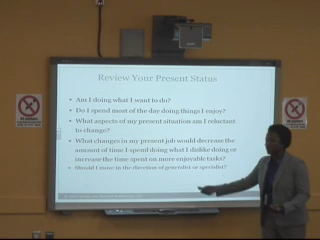 Review Your Present Status
• Am I doing what I want to do?
• Do I spend most of the day doing things I enjoy?
• What aspects of my present situation am I reluctant
to change?
• What changes in my present job would decrease the
amount of time I spend doing what I dislike doing or
increase the time spent on more enjoyable tasks?
• Should I move in the direction of generalist or specialist?